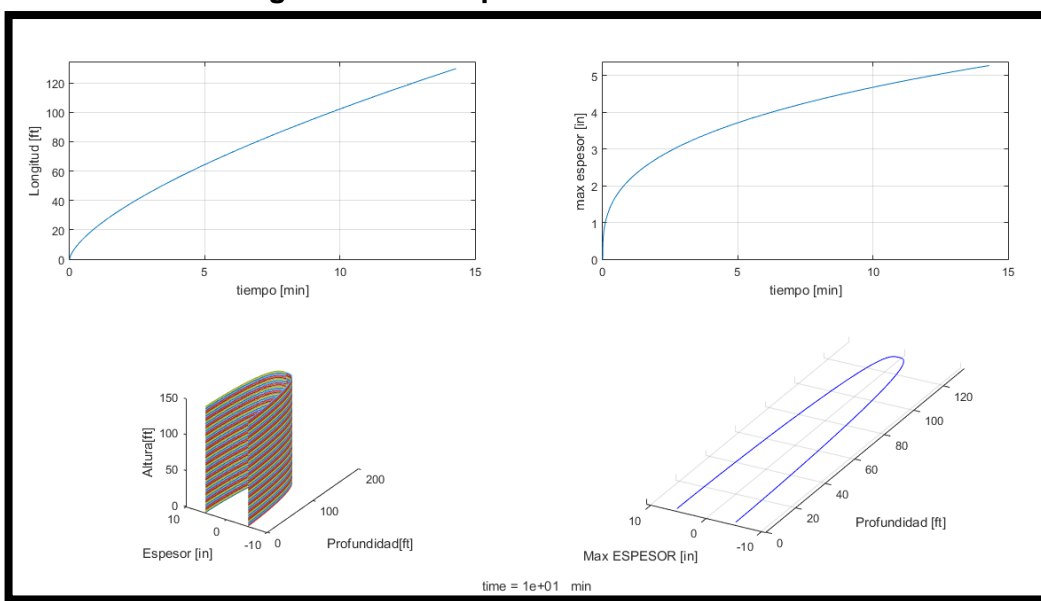 120
100
80
60
40
20
0
Longitud [ft]
0 5 10 15
tiempo [min]
5
4
3
2
1
0
max espesor [in]
0 5 10 15
tiempo [min]
150
100
50
0
Altura[ft]
10
0
-10
Espesor [in]
0
100
200
Profundidad[ft]
10
0
-10
Max ESPESOR [in]
0
20
40
60
80
100
120
Profundidad [ft]
time = 1e+01 min